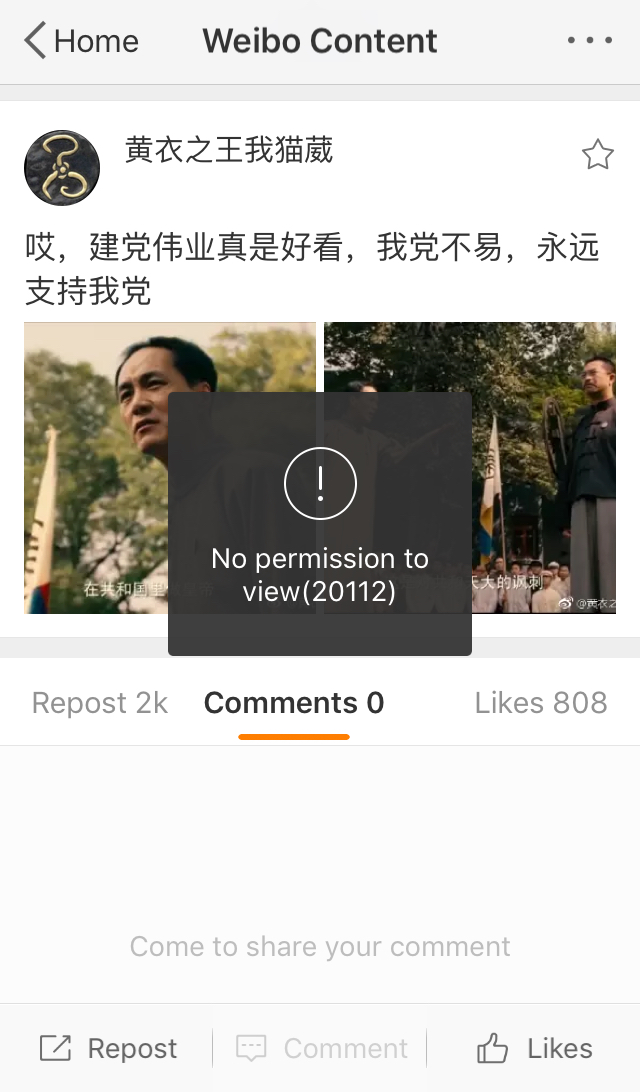 Home
Weibo Content
黄衣之王我猫葳
哎，建党伟业真是好看，我党不易，永远
支持我党
No permission to
view(20112)
在共和国里
天大的讽刺
@黄衣之
Repost 2k
Comments 0
Likes 808
Come to share your comment
Repost
Comment
Likes